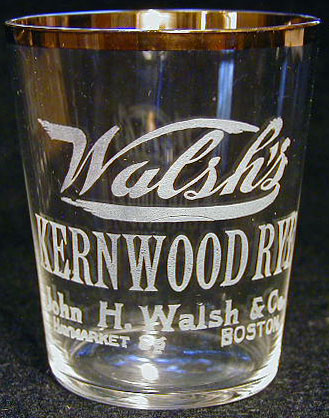 Walsh's
KERNWOOD RYE
John H. Walsh & Co.
HAYMARKET Sq BOSTON